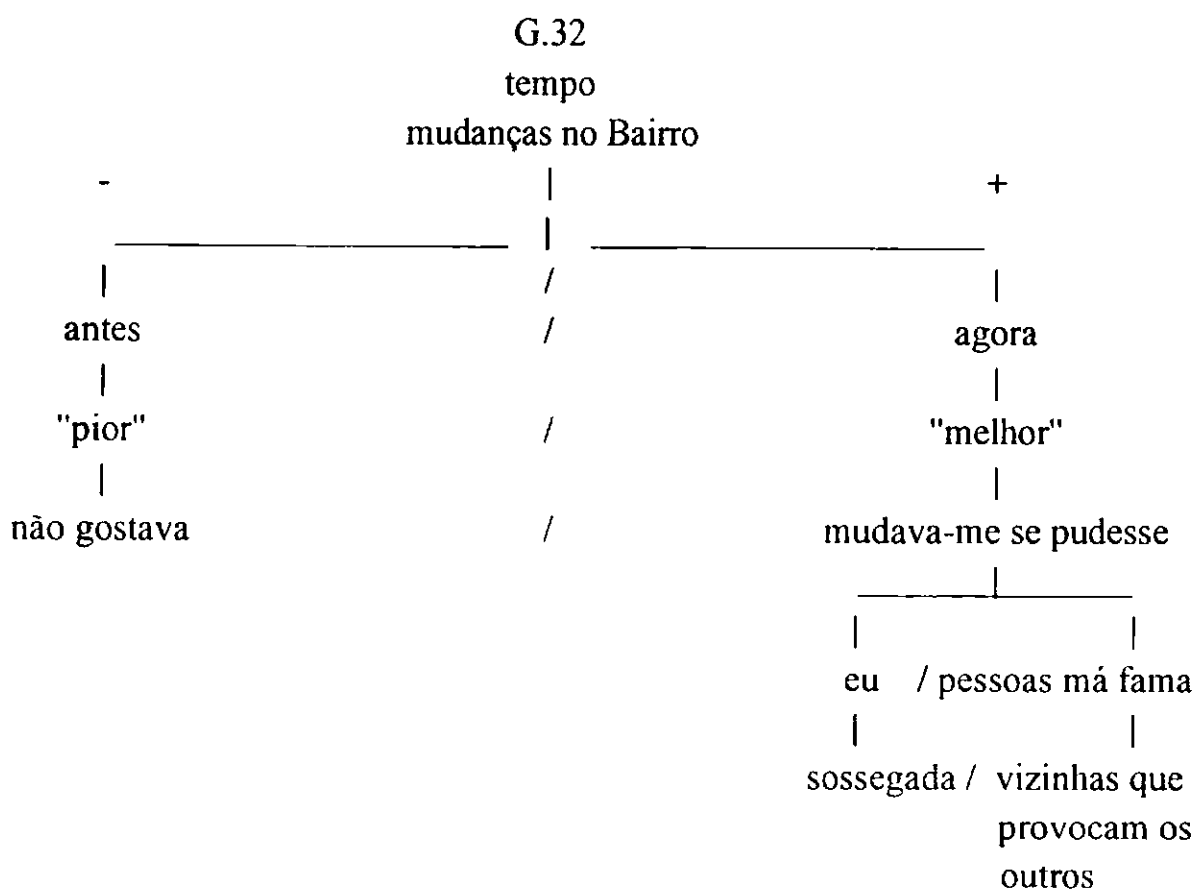 G.32
tempo
mudanças no Bairro
- +
/
antes / agora
"pior" / "melhor"
não gostava / mudava-me se pudesse
eu / pessoas má fama
sossegada / vizinhas que
provocam os
outros